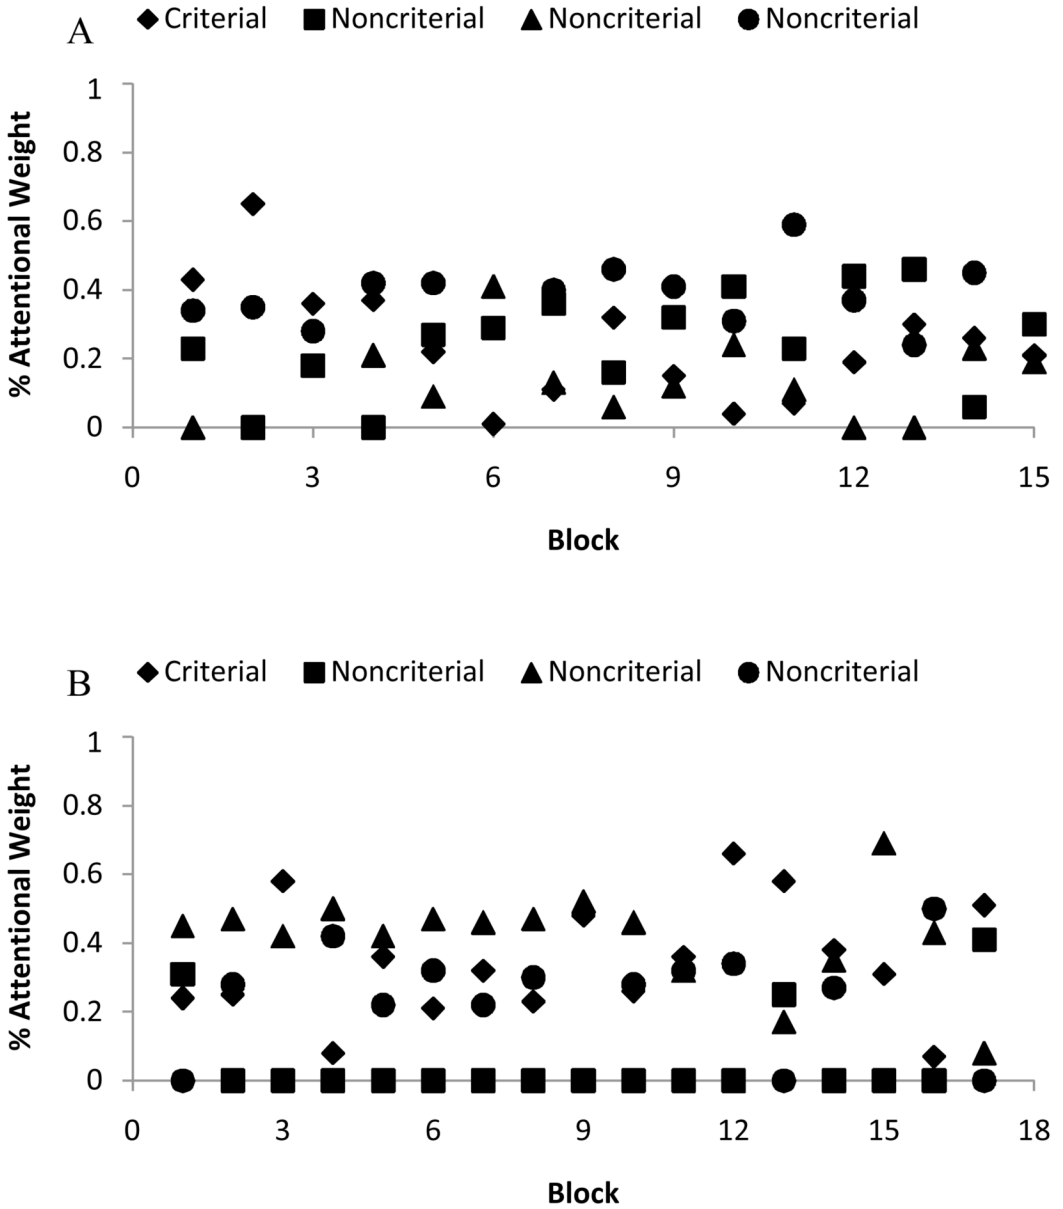 A
Criterial Noncriterial Noncriterial Noncriterial
% Attentional Weight
1
0.8
0.6
0.4
0.2
0
0 3 6 9 12 15
Block
B
Criterial Noncriterial Noncriterial Noncriterial
% Attentional Weight
1
0.8
0.6
0.4
0.2
0
0 3 6 9 12 15 18
Block